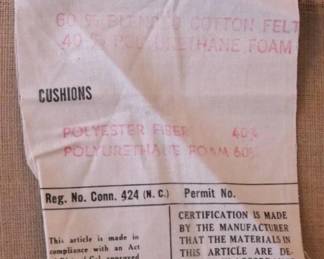 60 % BLENDED COTTON FELT
40 % POLYURETHANE FOAM
CUSHIONS
POLYESTER FIBER 40%
POLYURETHANE FOAM 60%
Reg. No. Conn. 424 (N. C.) Permit No.
This article is made in
compliance with an Act
approved
CERTIFICATION IS MADE
BY THE MANUFACTURER
THAT THE MATERIALS IN
THIS ARTICLE ARE DE-